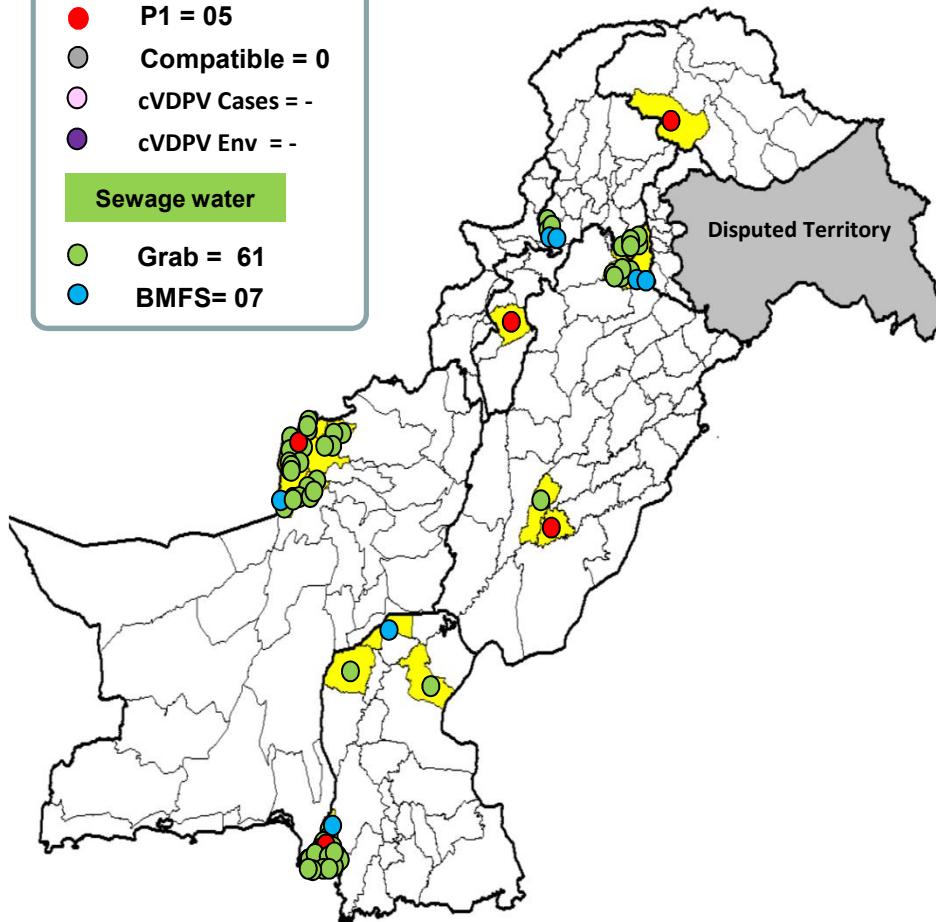 P1 = 05
Compatible = 0
cVDPV Cases = -
cVDPV Env = -
Sewage water
Grab = 61
BMFS= 07
Disputed Territory